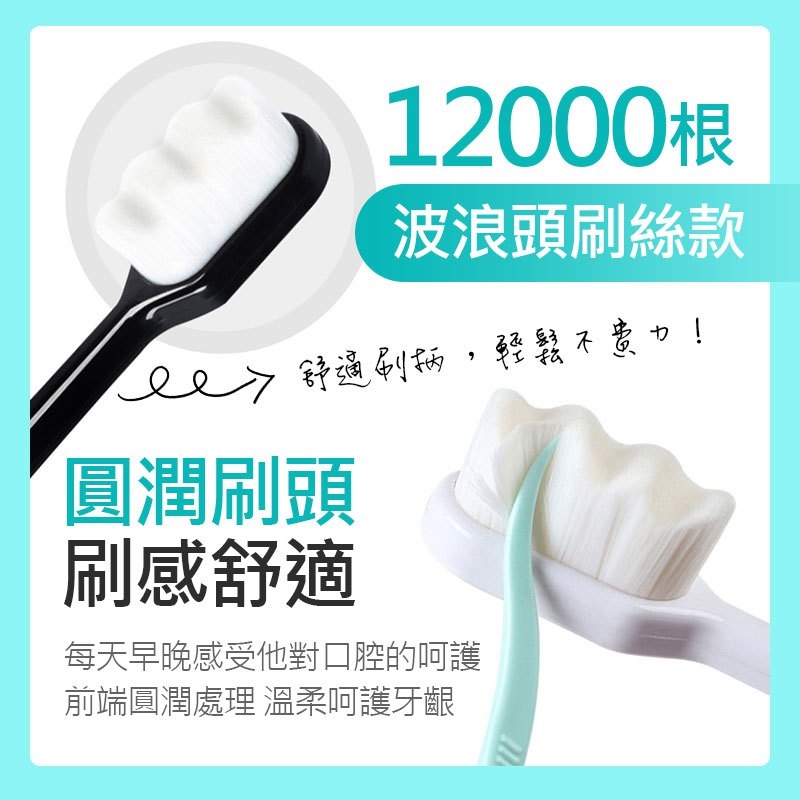 12000根
波浪頭刷絲款
舒適刷柄，輕鬆不費力！
圓潤刷頭
刷感舒適
每天早晚感受他對口腔的呵護
前端圓潤處理 溫柔呵護牙齦